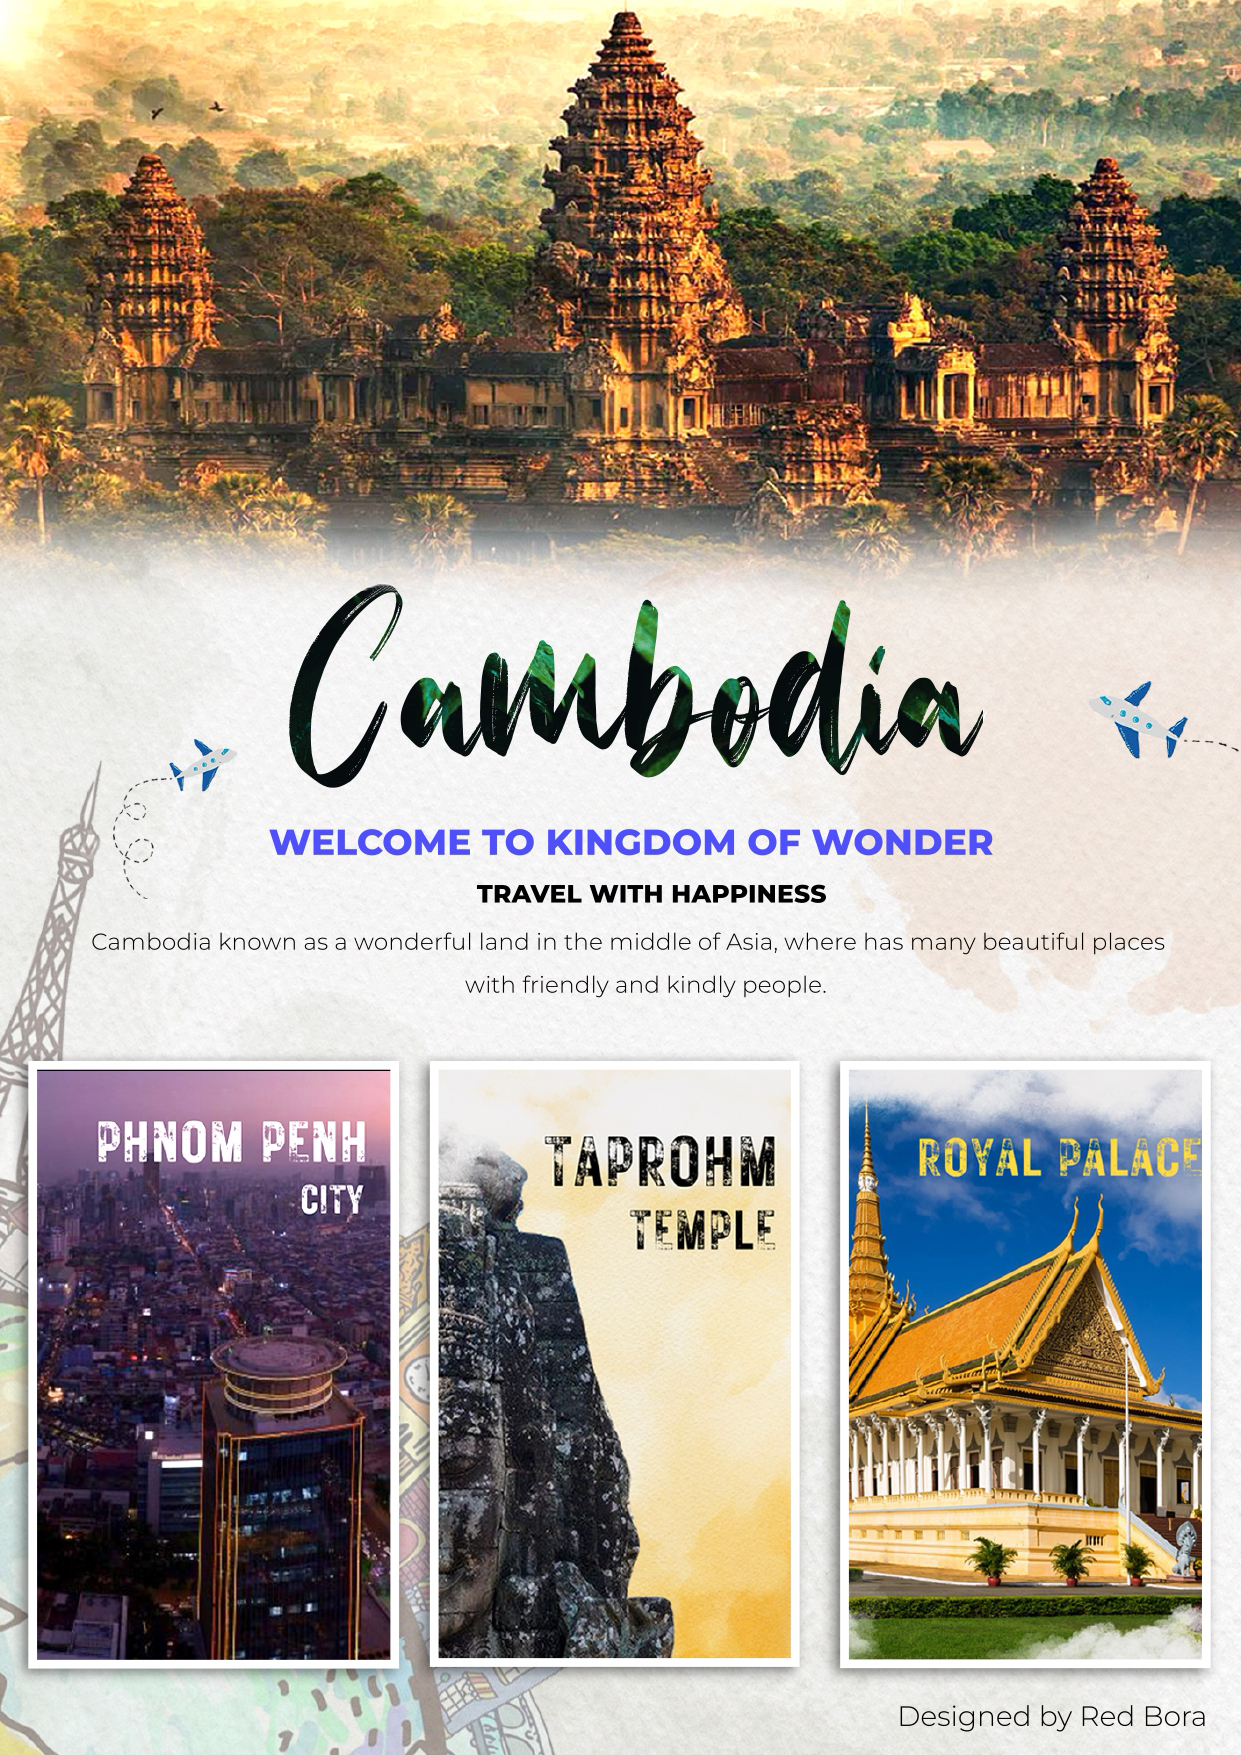 Cambodia
WELCOME TO KINGDOM OF WONDER
TRAVEL WITH HAPPINESS
Cambodia known as a wonderful land in the middle of Asia, where has many beautiful places
with friendly and kindly people.
PHNOM PENH
CITY
TAPROHM
TEMPLE
ROYAL PALACE
Designed by Red Bora